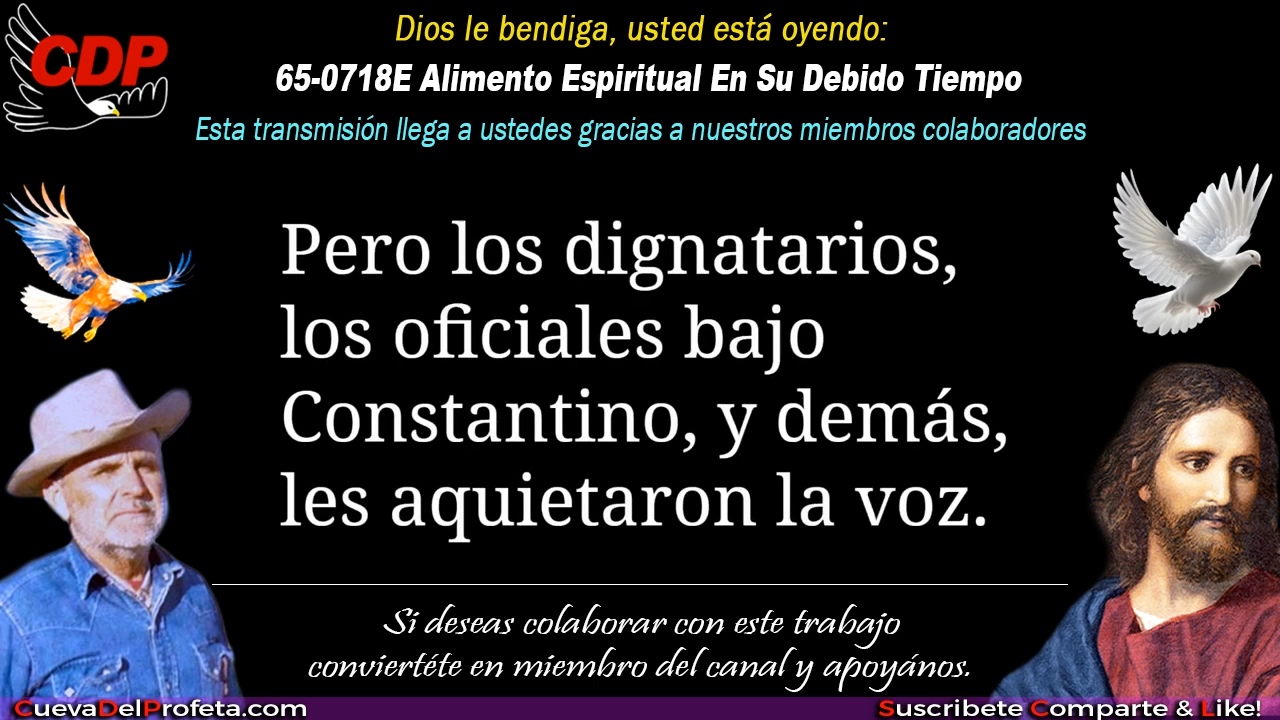 CDP
Dios le bendiga, usted está oyendo:
65-0718E Alimento Espiritual En Su Debido Tiempo
Esta transmisión llega a ustedes gracias a nuestros miembros colaboradores
Pero los dignatarios,
los oficiales bajo
Constantino, y demás,
les aquietaron la voz.
Si deseas colaborar con este trabajo
conviertéte en miembro del canal y apoyános.
CuevaDelProfeta.com
Suscribete Comparte & Like!